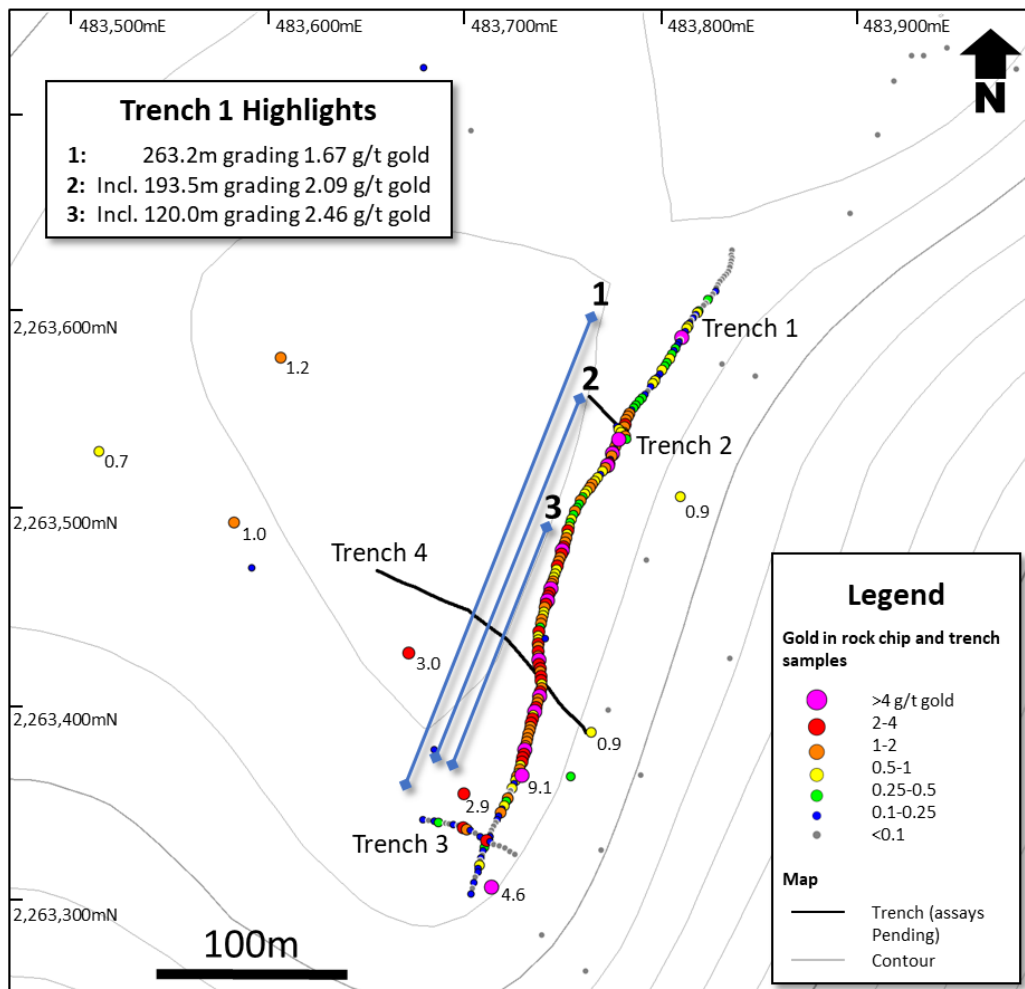 483,500mE
483,600mE
483,700mE
483,800mE
483,900mE
N
Trench 1 Highlights
1: 263.2m grading 1.67 g/t gold
2: Incl. 193.5m grading 2.09 g/t gold
3: Incl. 120.0m grading 2.46 g/t gold
1
2,263,600mN
Trench 1
1.2
2
Trench 2
0.7
0.9
2,263,500mN
3
1.0
Trench 4
3.0
2,263,400mN
0.9
9.1
2.9
Trench 3
4.6
2,263,300mN
100m
Legend
Gold in rock chip and trench
samples
>4 g/t gold
2-4
1-2
0.5-1
0.25-0.5
0.1-0.25
<0.1
Map
Trench (assays
Pending)
Contour